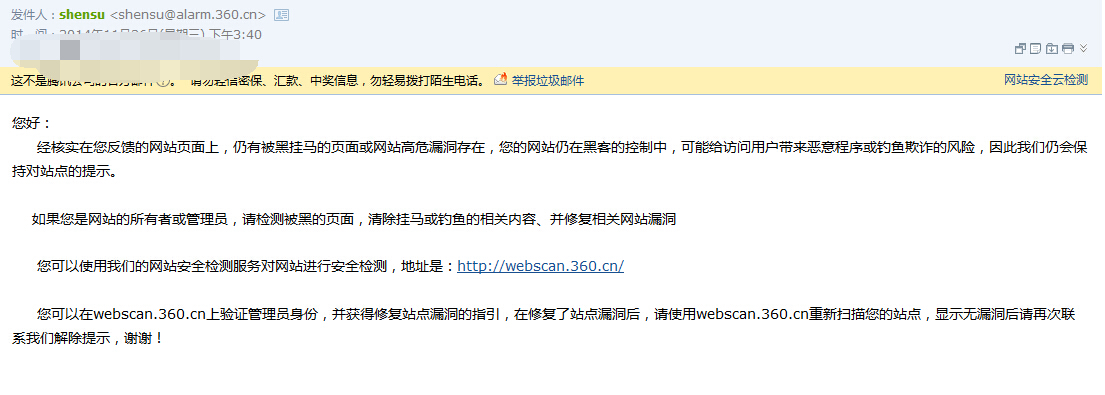 发件人：shensu <shensu@alarm.360.cn>
时　间：2014年11月26日(星期三) 下午3:40
这不是腾讯公司的官方邮件。 请勿轻信密保、汇款、中奖信息，勿轻易拨打陌生电话。 举报垃圾邮件 网站安全云检测
您好：
经核实在您反馈的网站页面上，仍有被黑挂马的页面或网站高危漏洞存在，您的网站仍在黑客的控制中，可能给访问用户带来恶意程序或钓鱼欺诈的风险，因此我们仍会保
持对站点的提示。
如果您是网站的所有者或管理员，请检测被黑的页面，清除挂马或钓鱼的相关内容、并修复相关网站漏洞
您可以使用我们的网站安全检测服务对网站进行安全检测，地址是：http://webscan.360.cn/
您可以在webscan.360.cn上验证管理员身份，并获得修复站点漏洞的指引，在修复了站点漏洞后，请使用webscan.360.cn重新扫描您的站点，显示无漏洞后请再次联
系我们解除提示，谢谢！